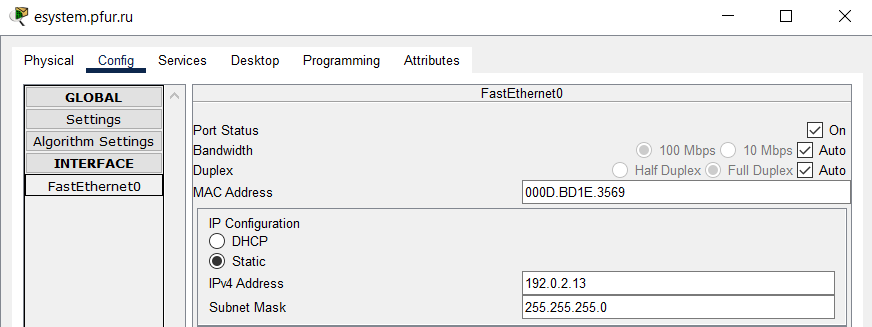 esystem.pfur.ru
Physical Config Services Desktop Programming Attributes
GLOBAL
Settings
Algorithm Settings
INTERFACE
FastEthernet0
FastEthernet0
Port Status On
Bandwidth 100 Mbps 10 Mbps Auto
Duplex Half Duplex Full Duplex Auto
MAC Address 000D.BD1E.3569
IP Configuration
DHCP
Static
IPv4 Address 192.0.2.13
Subnet Mask 255.255.255.0